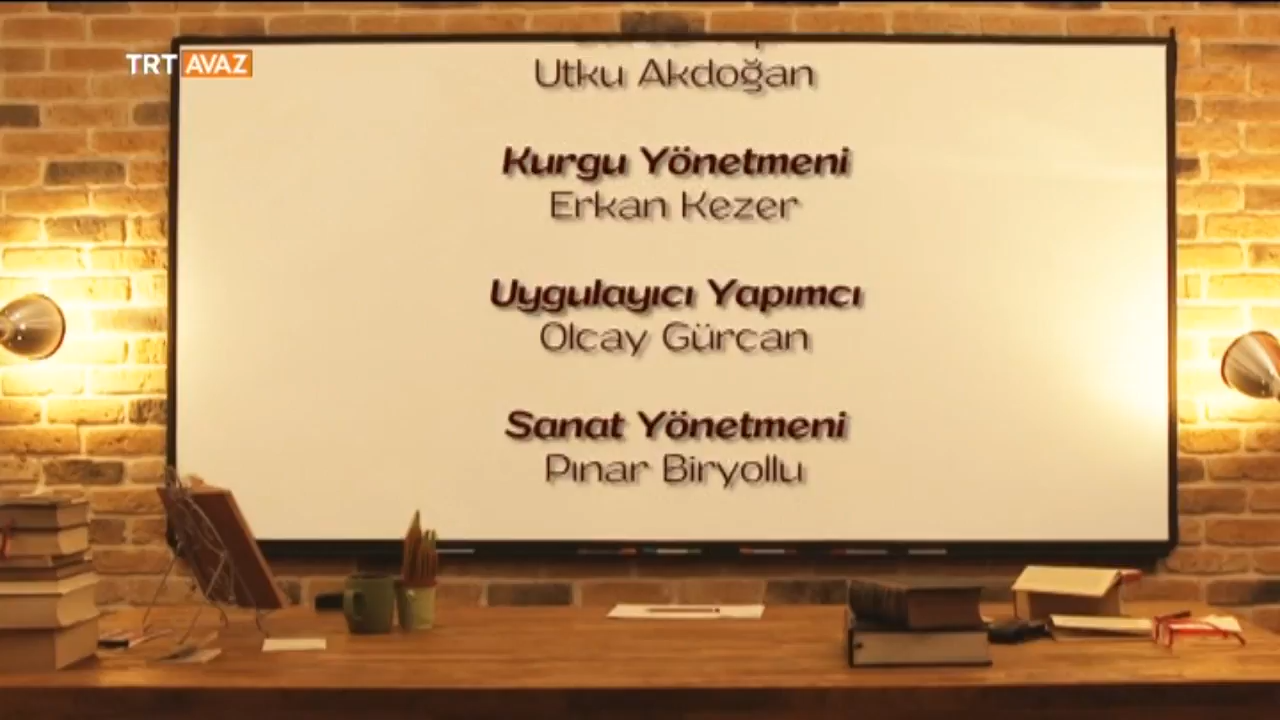 TRT AVAZ
Utku Akdoğan
Kurgu Yönetmeni
Erkan Kezer
Uygulayıcı Yapımcı
Olcay Gürcan
Sanat Yönetmeni
Pınar Biryollu